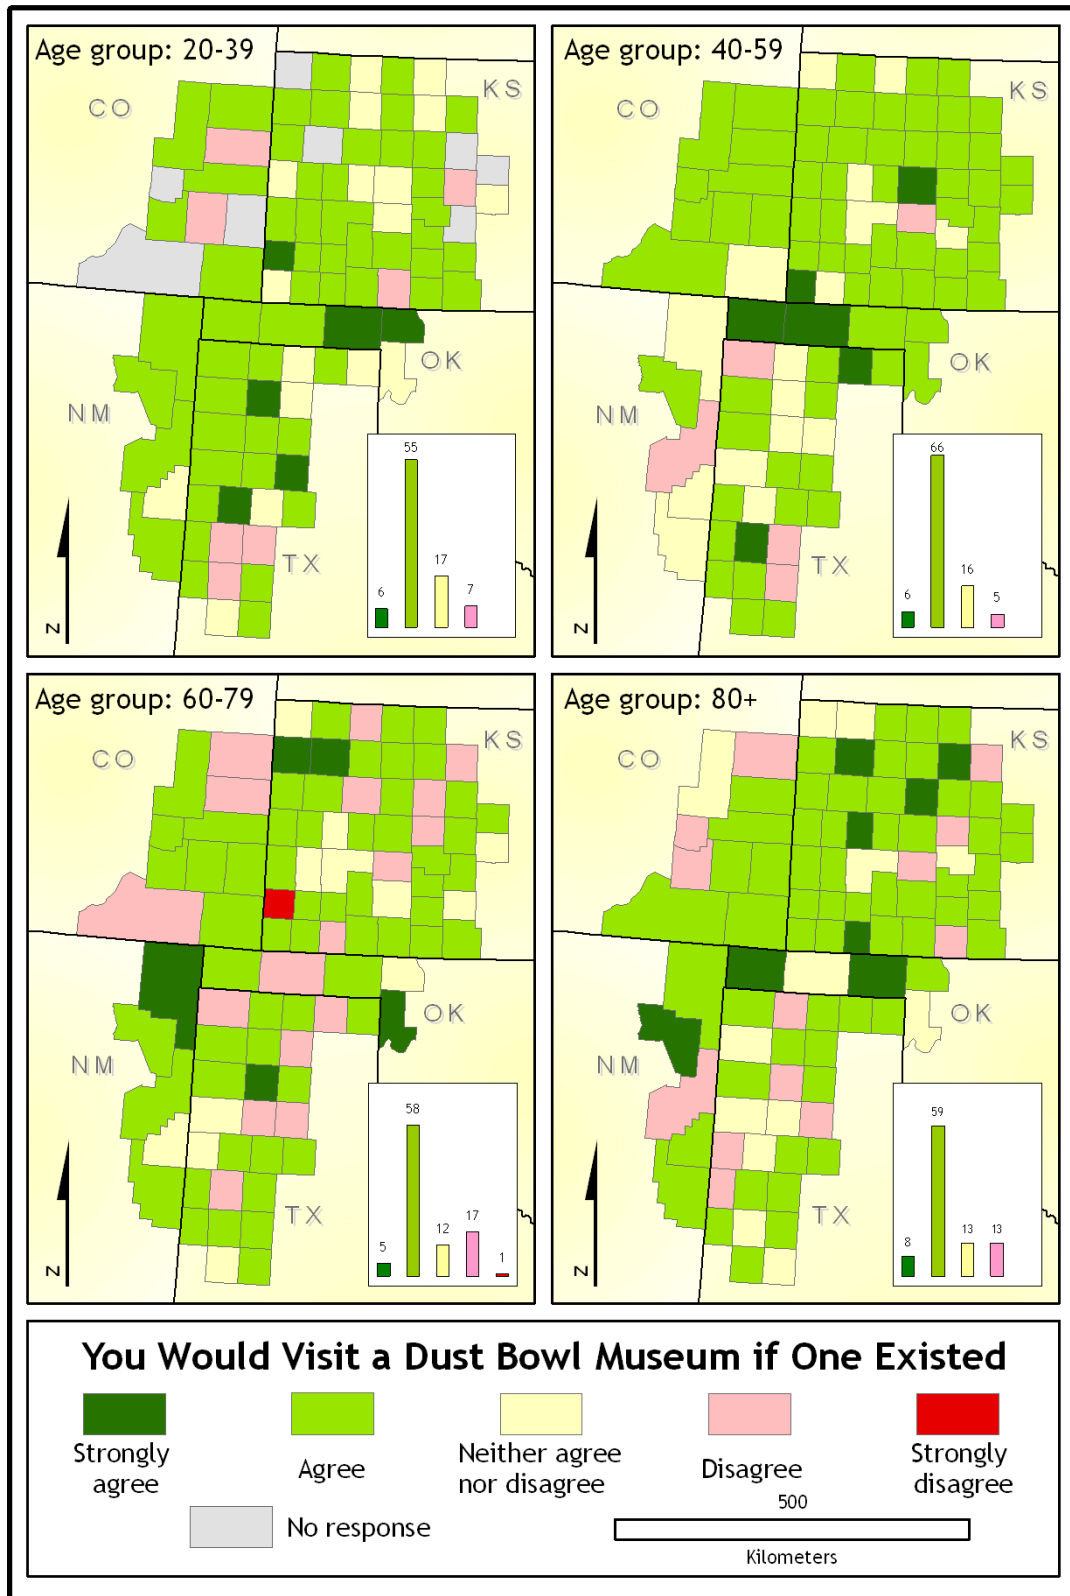 Age group: 20-39
CO
KS
OK
NM
TX
55
17
6
7
N
Age group: 40-59
CO
KS
OK
NM
TX
66
16
6
5
N
Age group: 60-79
CO
KS
OK
NM
TX
58
17
12
5
1
N
Age group: 80+
CO
KS
OK
NM
TX
59
13
13
8
N
You Would Visit a Dust Bowl Museum if One Existed
Strongly
agree
Agree
Neither agree
nor disagree
Disagree
Strongly
disagree
No response
500
Kilometers